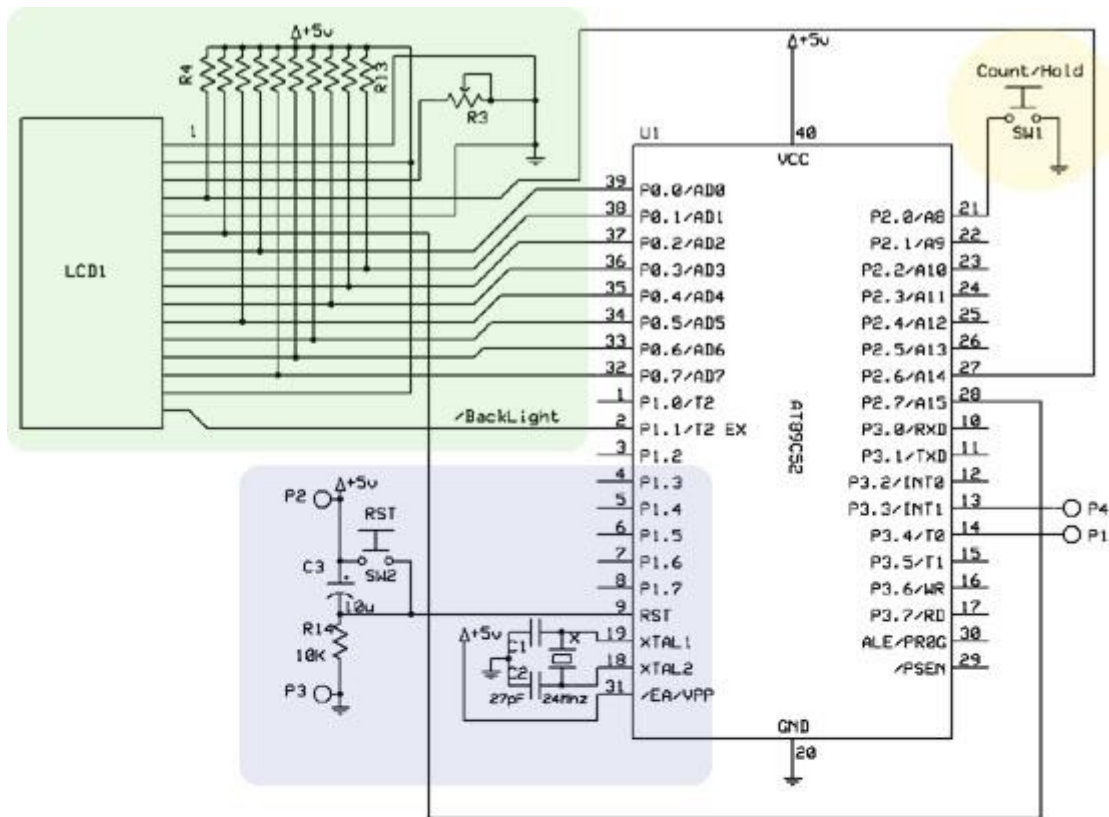 +5v
R4
R13
R3
1
LCD1
/BackLight
+5v
Count/Hold
SW1
U1
40
VCC
AT89C52
39 P0.0/AD0
38 P0.1/AD1
37 P0.2/AD2
36 P0.3/AD3
35 P0.4/AD4
34 P0.5/AD5
33 P0.6/AD6
32 P0.7/AD7
1 P1.0/T2
2 P1.1/T2 EX
3 P1.2
4 P1.3
5 P1.4
6 P1.5
7 P1.6
8 P1.7
9 RST
19 XTAL1
18 XTAL2
31 /EA/VPP
P2.0/A8 21
P2.1/A9 22
P2.2/A10 23
P2.3/A11 24
P2.4/A12 25
P2.5/A13 26
P2.6/A14 27
P2.7/A15 28
P3.0/RXD 10
P3.1/TXD 11
P3.2/INT0 12
P3.3/INT1 13
P3.4/T0 14
P3.5/T1 15
P3.6/WR 16
P3.7/RD 17
ALE/PROG 30
/PSEN 29
GND
20
P4
P1
P2
+5v
RST
SW2
C3
+
10u
R14
10K
P3
+5v
C1
X
C2
27pF
24Mhz